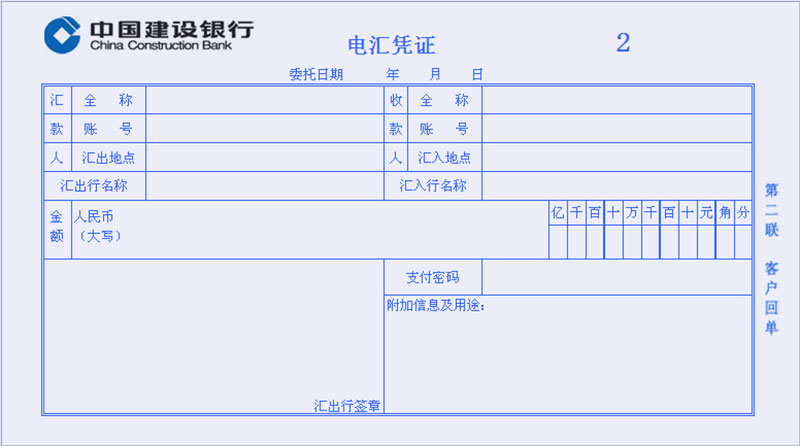 中国建设银行
China Construction Bank
电汇凭证
2
委托日期 年 月 日
汇款人 全 称 收款人 全 称
账 号 账 号
汇出地点 汇入地点
汇出行名称 汇入行名称
金额 人民币（大写） 亿 千 百 十 万 千 百 十 元 角 分
支付密码
附加信息及用途：
汇出行签章
第二联 客户回单